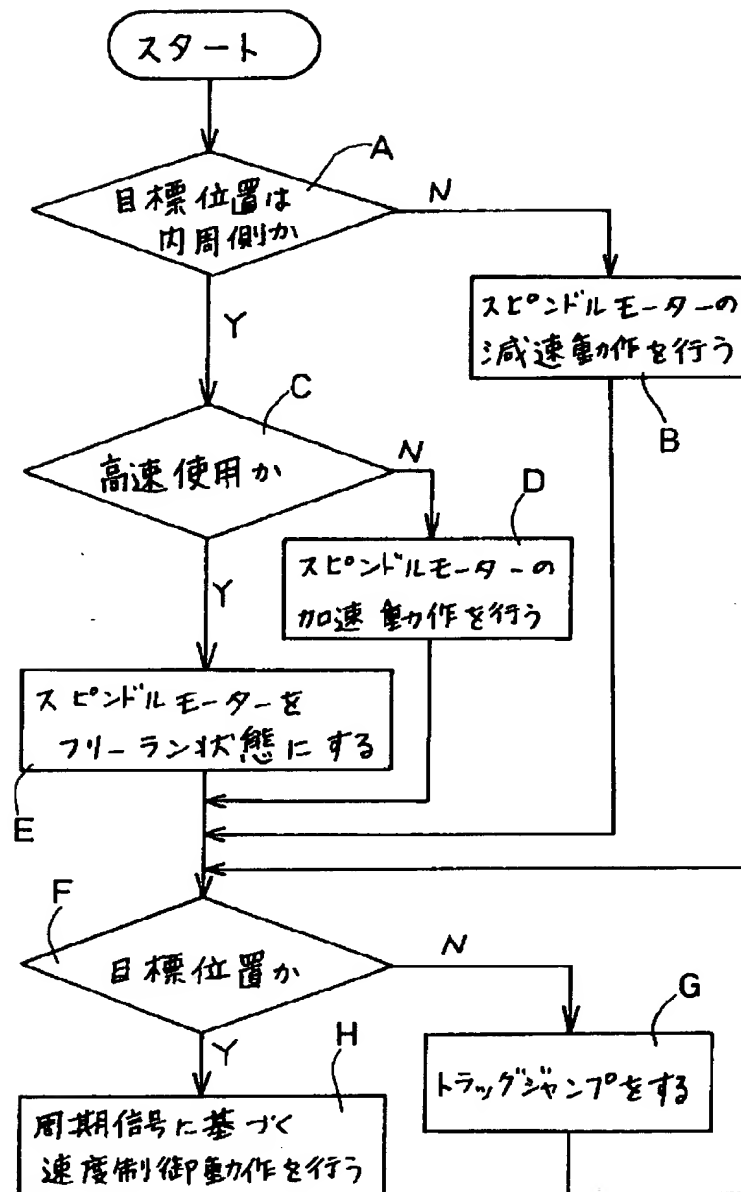 スタート
A
目標位置は
内周側か
N
スピンドルモーターの
減速動作を行う
B
Y
C
高速使用か
N
D
スピンドルモーターの
加速動作を行う
Y
スピンドルモーターを
フリーラン状態にする
E
F
目標位置か
N
G
トラッグジャンプをする
Y
H
周期信号に基づく
速度制御動作を行う